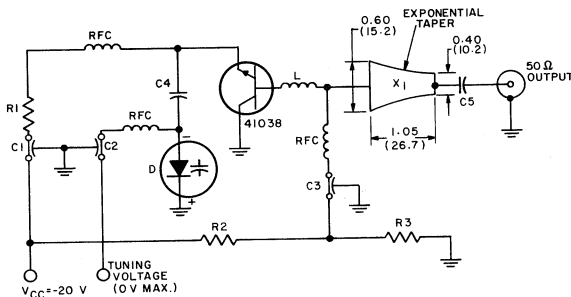 RFC
R1
C1
C2
RFC
C4
D
−
+
41038
L
0.60
(15.2)
EXPONENTIAL
TAPER
X1
0.40
(10.2)
C5
50Ω
OUTPUT
1.05
(26.7)
RFC
C3
R2
R3
VCC=-20 V
TUNING
VOLTAGE
(0V MAX.)